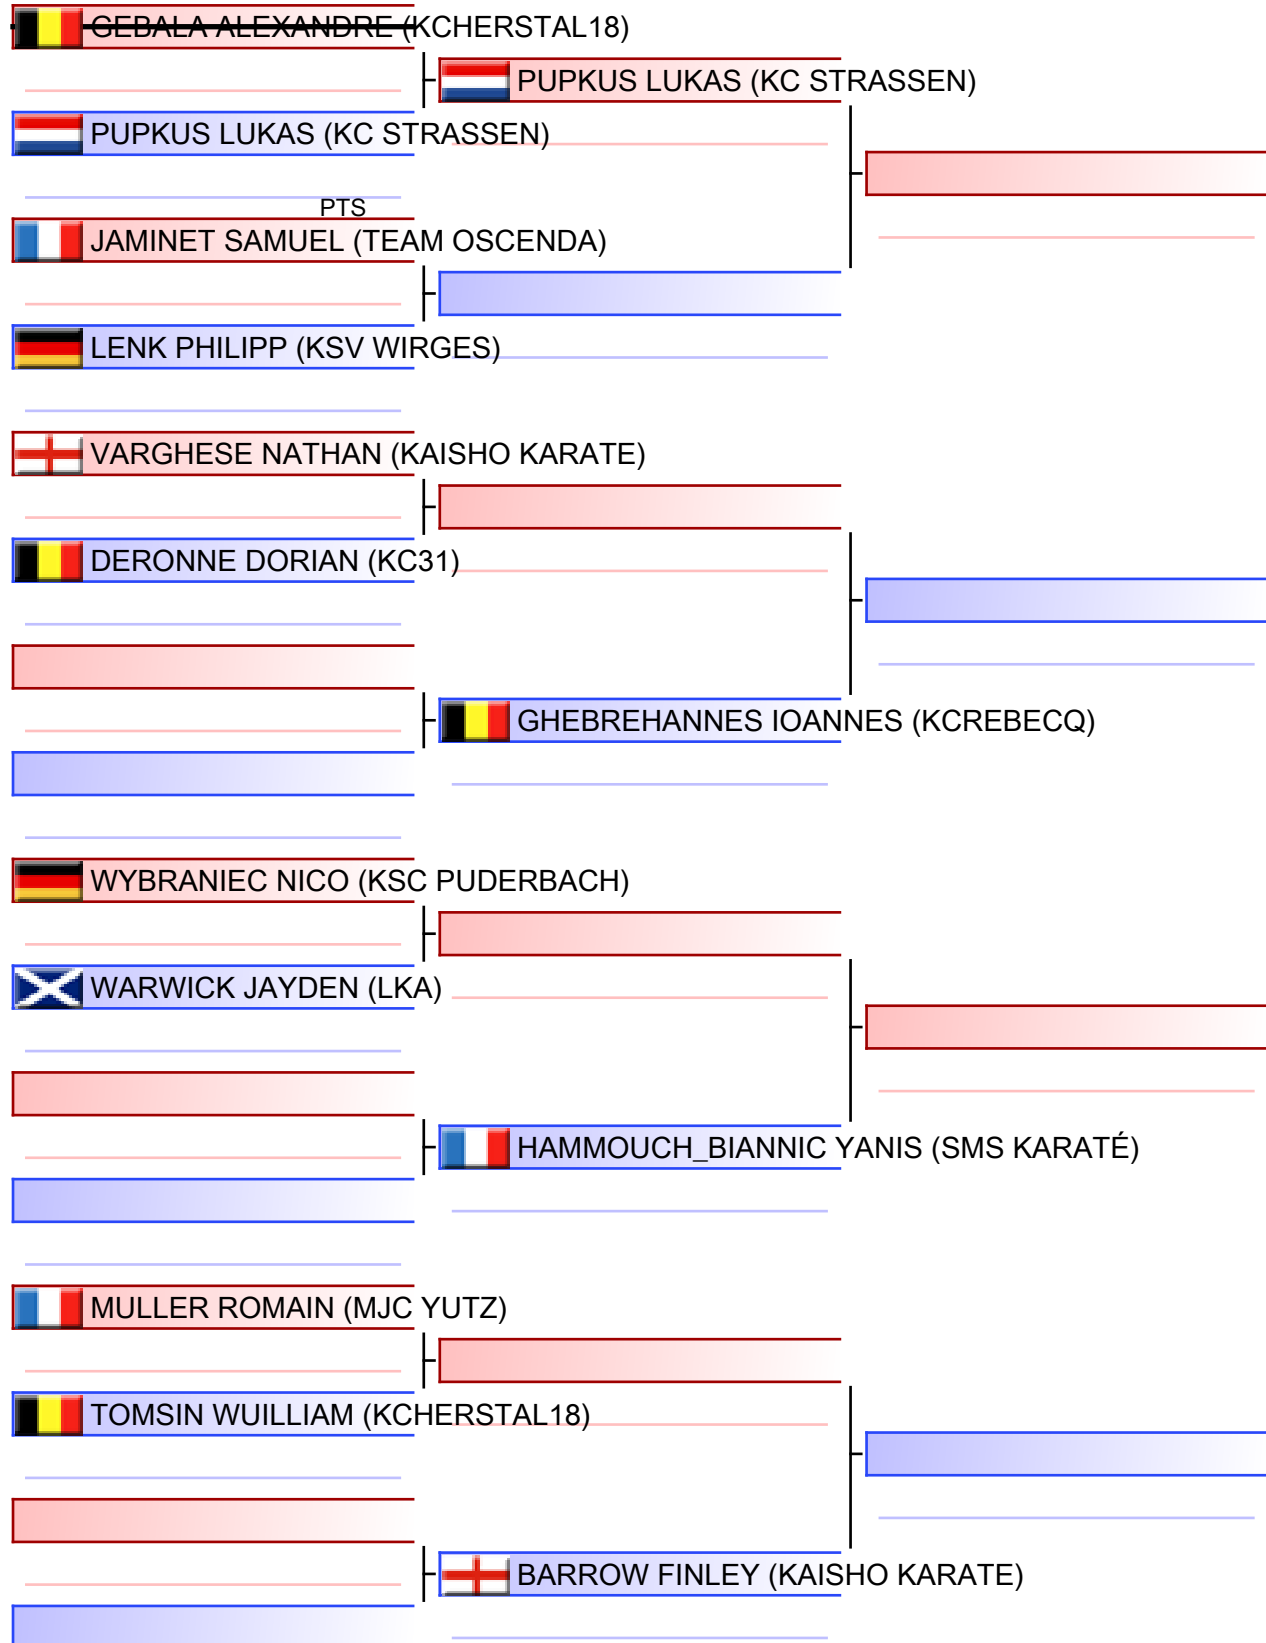 GEBALA ALEXANDRE (KCHERSTAL18)
PUPKUS LUKAS (KC STRASSEN)
PUPKUS LUKAS (KC STRASSEN)
PTS
JAMINET SAMUEL (TEAM OSCENDA)
LENK PHILIPP (KSV WIRGES)
VARGHESE NATHAN (KAISHO KARATE)
DERONNE DORIAN (KC31)
GHEBREHANNES IOANNES (KCREBECQ)
WYBRANIEC NICO (KSC PUDERBACH)
WARWICK JAYDEN (LKA)
HAMMOUCH_BIANNIC YANIS (SMS KARATÉ)
MULLER ROMAIN (MJC YUTZ)
TOMSIN WUILLIAM (KCHERSTAL18)
BARROW FINLEY (KAISHO KARATE)